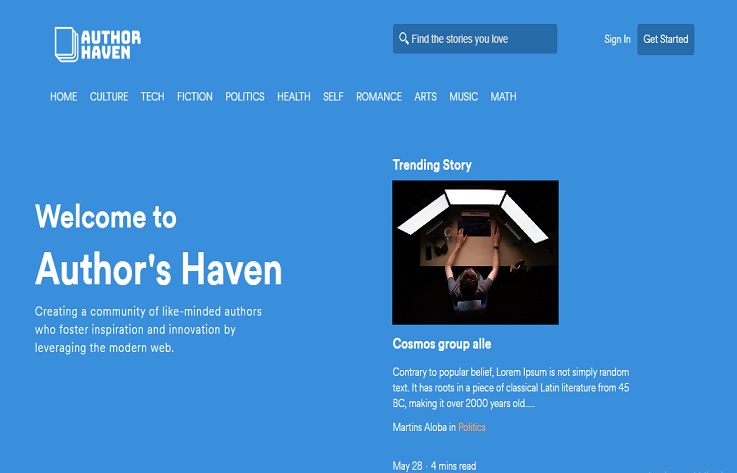 AUTHOR
HAVEN
Find the stories you love
Sign In
Get Started
HOME CULTURE TECH FICTION POLITICS HEALTH SELF ROMANCE ARTS MUSIC MATH
Welcome to
Author's Haven
Creating a community of like-minded authors
who foster inspiration and innovation by
leveraging the modern web.
Trending Story
Cosmos group alle
Contrary to popular belief, Lorem Ipsum is not simply random
text. It has roots in a piece of classical Latin literature from 45
BC, making it over 2000 years old.....
Martins Aloba in Politics
May 28 · 4 mins read